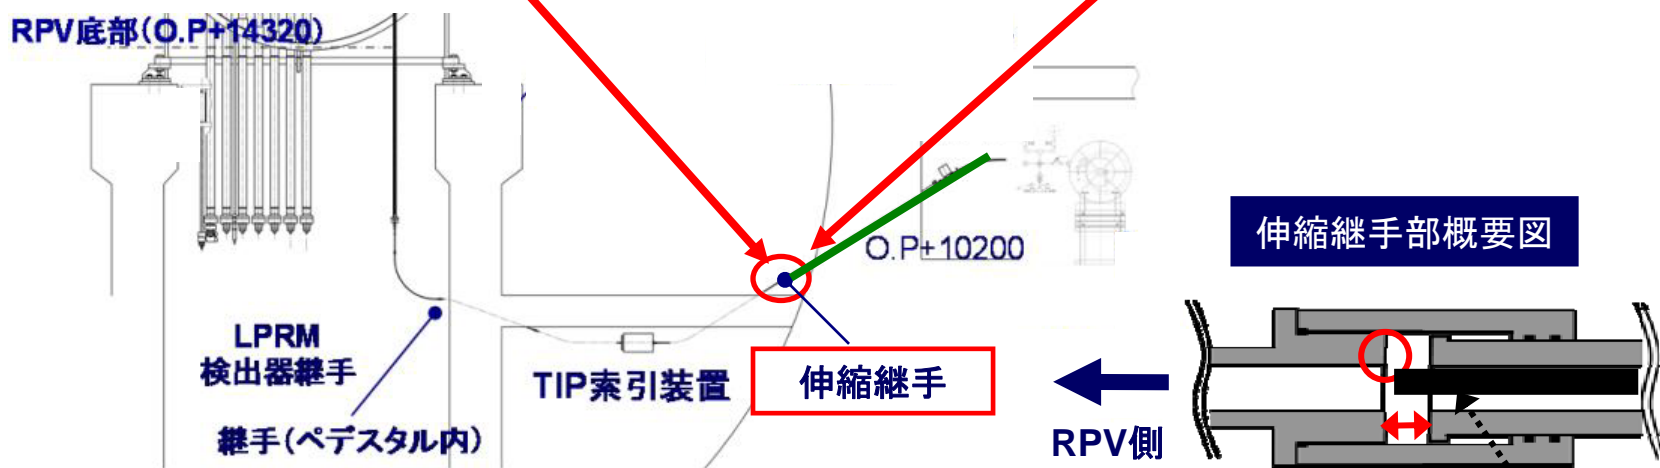 RPV底部(O.P+14320)
O.P+10200
伸縮継手部概要図
LPRM
検出器継手
TIP索引装置
伸縮継手
継手(ペデスタル内)
RPV側